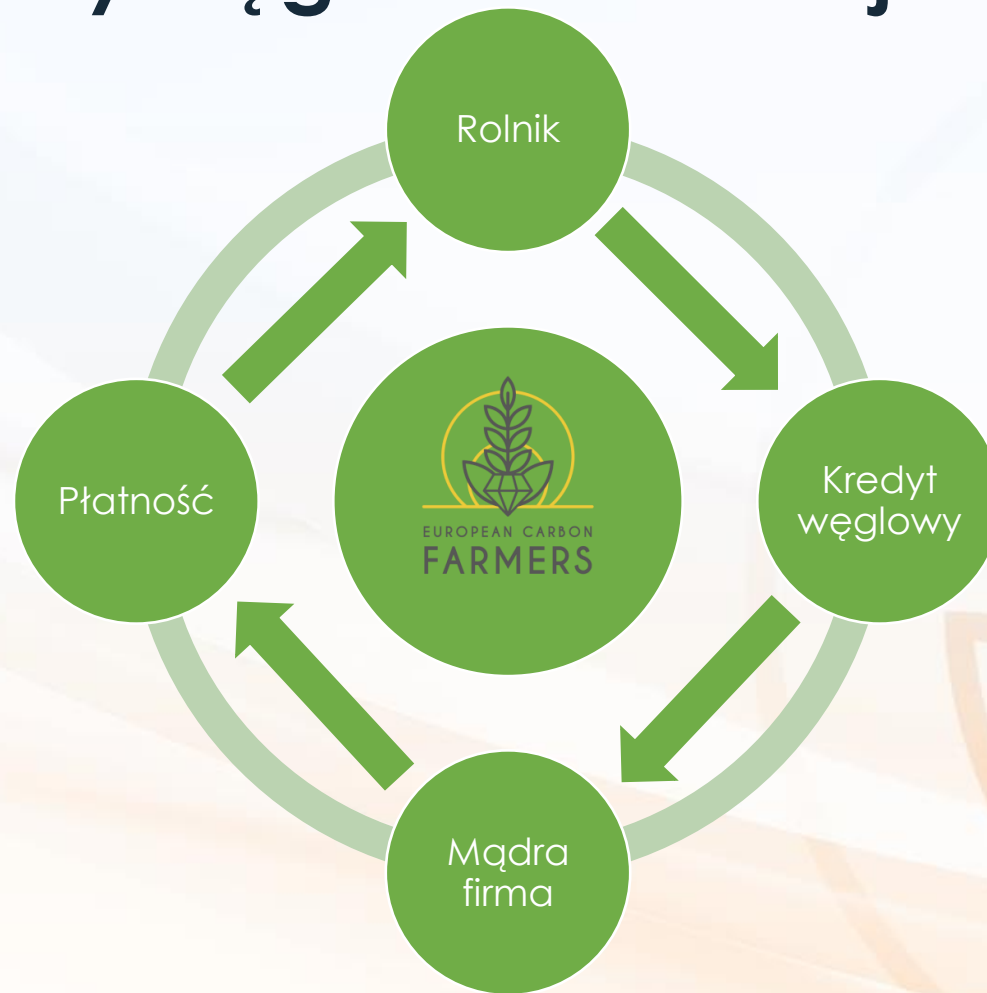 Rolnik
Kredyt
węglowy
Mądra
firma
Płatność
EUROPEAN CARBON
FARMERS